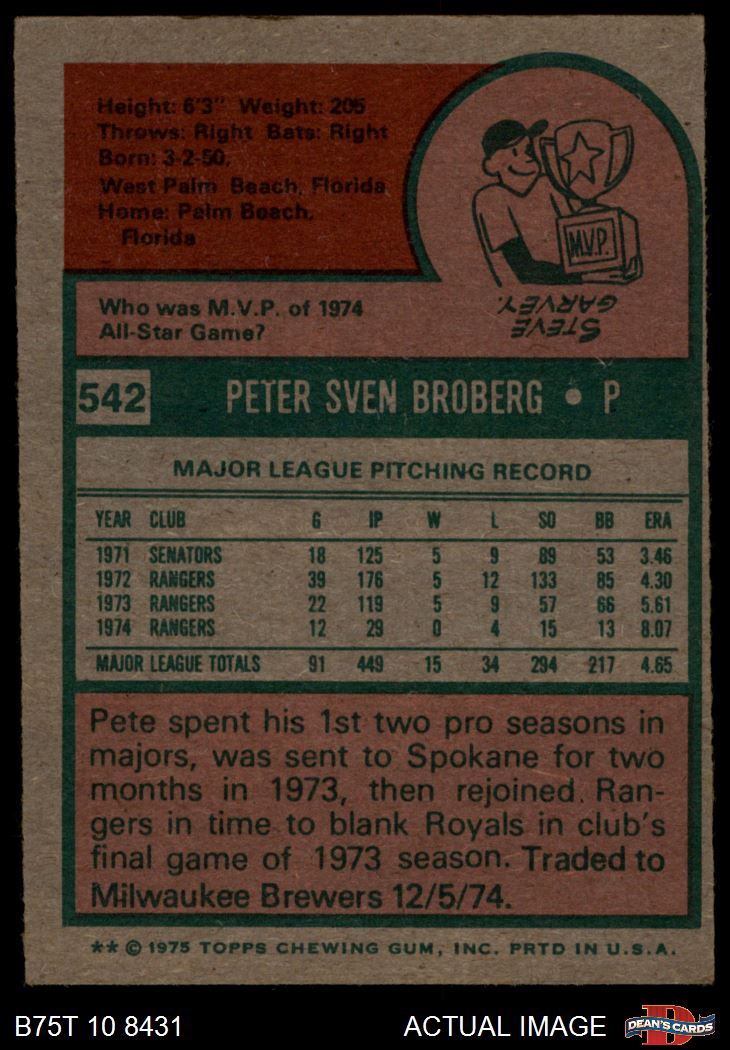 Height: 6'3" Weight: 205
Throws: Right Bats: Right
Born: 3-2-50,
West Palm Beach, Florida
Home: Palm Beach,
Florida
M.V.P.
STEVE
GARVEY.
Who was M.V.P. of 1974
All-Star Game?
542 PETER SVEN BROBERG • P
MAJOR LEAGUE PITCHING RECORD
YEAR CLUB G IP W L SO BB ERA
1971 SENATORS 18 125 5 9 89 53 3.46
1972 RANGERS 39 176 5 12 133 85 4.30
1973 RANGERS 22 119 5 9 57 66 5.61
1974 RANGERS 12 29 0 4 15 13 8.07
MAJOR LEAGUE TOTALS 91 449 15 34 294 217 4.65
Pete spent his 1st two pro seasons in
majors, was sent to Spokane for two
months in 1973, then rejoined. Ran-
gers in time to blank Royals in club's
final game of 1973 season. Traded to
Milwaukee Brewers 12/5/74.
** © 1975 TOPPS CHEWING GUM, INC. PRTD IN U.S.A.
B75T 10 8431 ACTUAL IMAGE D DEAN'S CARDS